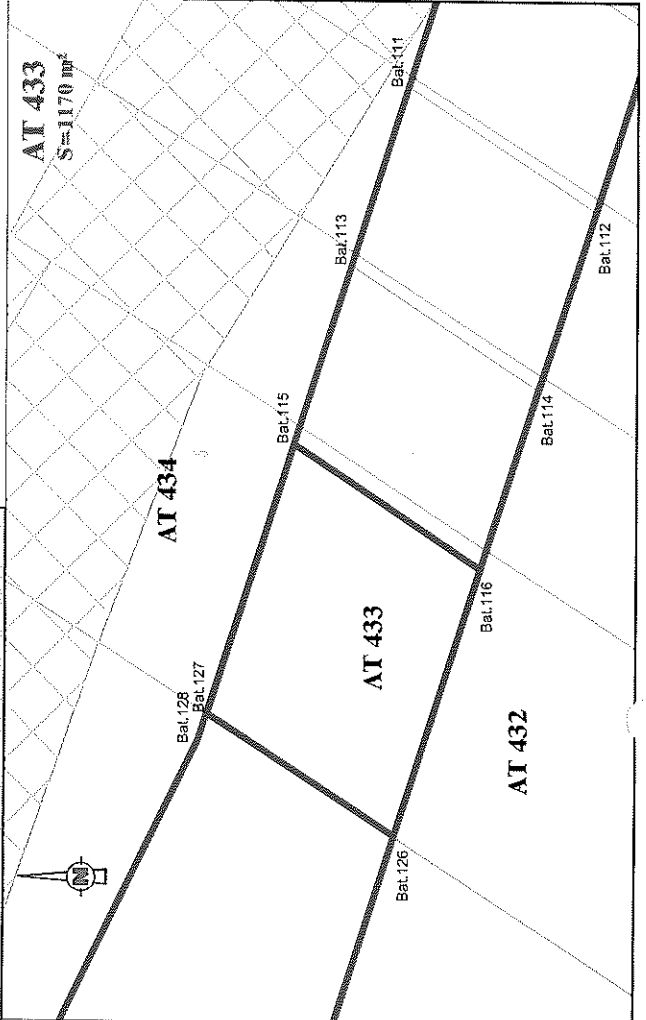 AT 433
S=1170 m²
Bat.111
Bat.113
Bat.112
Bat.115
Bat.114
AT 434
Bat.116
AT 433
Bat.128
Bat.127
AT 432
Bat.126
N